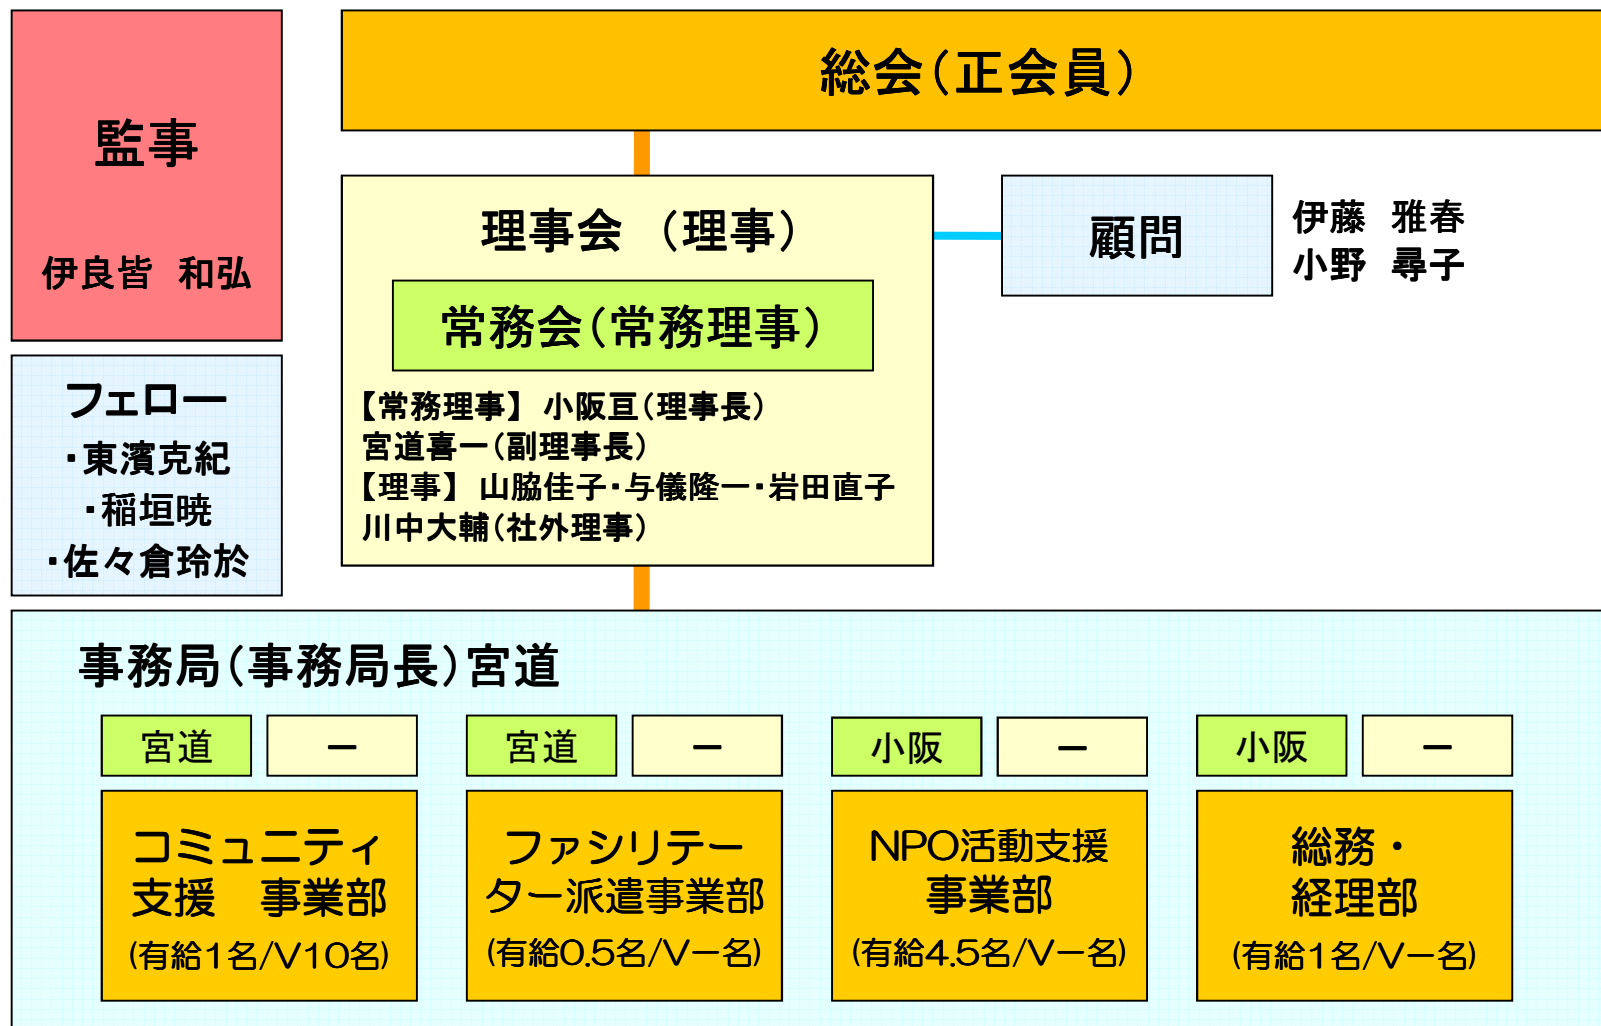 監事
伊良皆　和弘
総会（正会員）
理事会　（理事）
常務会（常務理事）
【常務理事】 小阪亘（理事長）
宮道喜一（副理事長）
【理事】 山脇佳子・与儀隆一・岩田直子
川中大輔（社外理事）
顧問
伊藤　雅春
小野　尋子
フェロー
・東濱克紀
・稲垣暁
・佐々倉玲於
事務局（事務局長）宮道
宮道
ー
コミュニティ
支援　事業部
(有給1名/V10名)
宮道
ー
ファシリテー
ター派遣事業部
(有給0.5名/Vー名)
小阪
ー
NPO活動支援
事業部
(有給4.5名/Vー名)
小阪
ー
総務・
経理部
(有給1名/Vー名)